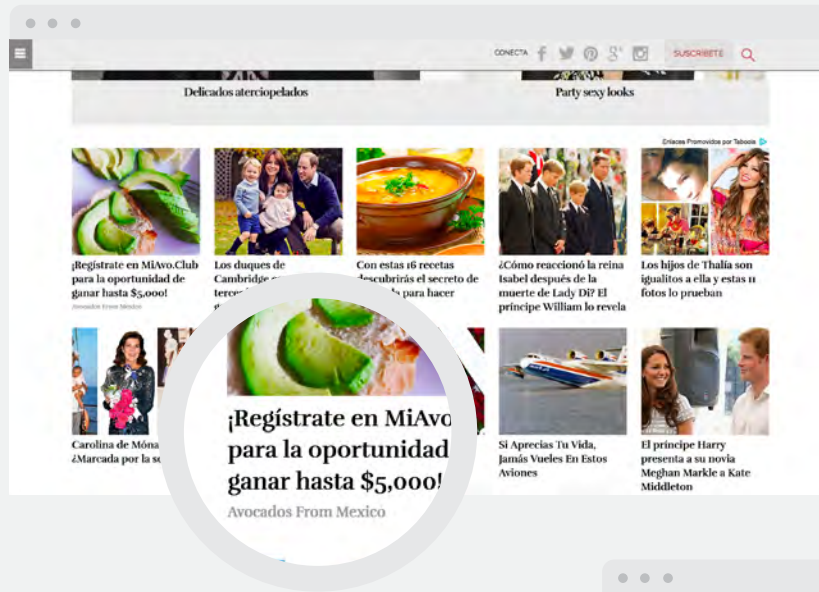 CONECTA
SUSCRÍBETE
Delicados aterciopelados
Party sexy looks
Enlaces Promovidos por Taboola
¡Regístrate en MiAvo.Club
para la oportunidad de
ganar hasta $5,000!
Avocados From Mexico
Los duques de
Cambridge
Con estas 16 recetas
descubrirás el secreto de
para hacer
¿Cómo reaccionó la reina
Isabel después de la
muerte de Lady Di? El
príncipe William lo revela
Los hijos de Thalía son
igualitos a ella y estas 11
fotos lo prueban
Carolina de Móna
¿Marcada por la
¡Regístrate en MiAvo
para la oportunidad
ganar hasta $5,000!
Avocados From Mexico
Si Aprecias Tu Vida,
Jamás Vueles En Estos
Aviones
El príncipe Harry
presenta a su novia
Meghan Markle a Kate
Middleton